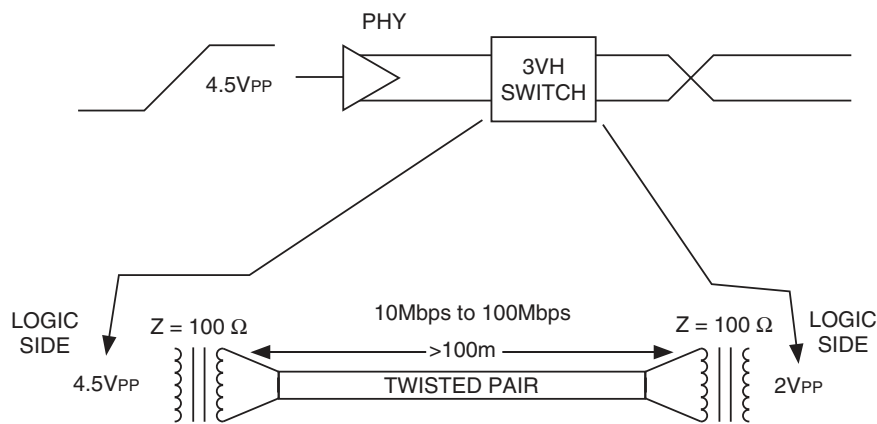 PHY
4.5VPP
3VH
SWITCH
10Mbps to 100Mbps
LOGIC
SIDE
Z = 100 Ω
Z = 100 Ω
LOGIC
SIDE
>100m
4.5VPP
TWISTED PAIR
2VPP